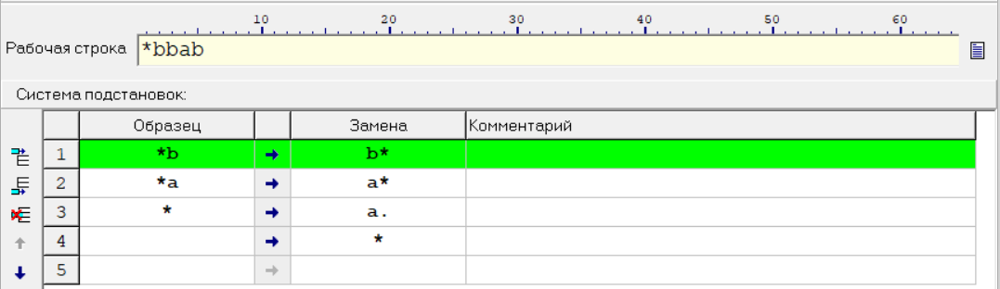 10 20 30 40 50 60
Рабочая строка *bbab
Система подстановок:
Образец Замена Комментарий
1 *b → b*
2 *a → a*
3 * → a.
4 → *
5 →